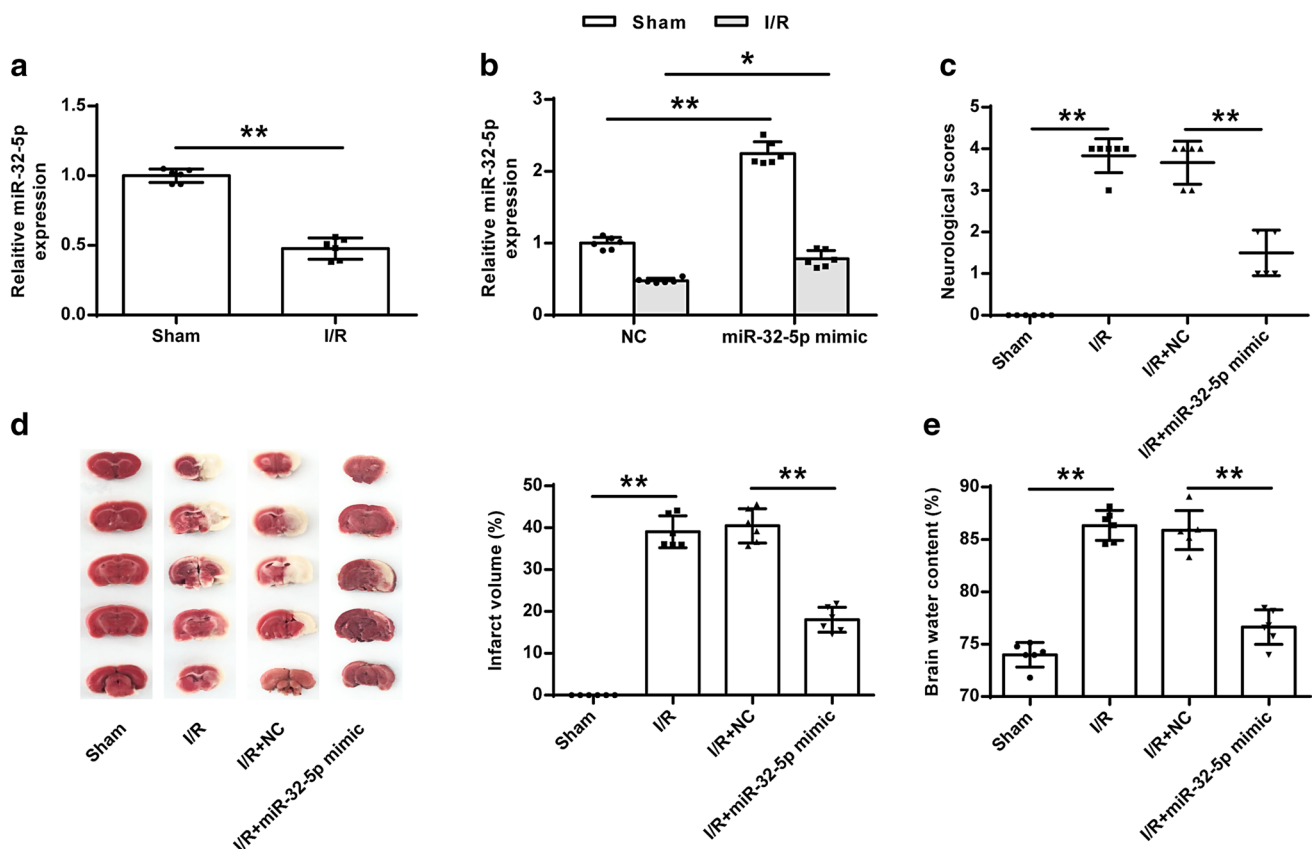 Sham I/R
a
Relaitive miR-32-5p
expression
1.5
1.0
0.5
0.0
**
Sham I/R
b
Relaitive miR-32-5p
expression
3
2
1
0
*
**
NC miR-32-5p mimic
c
Neurological scores
5
4
3
2
1
0
** **
Sham I/R I/R+NC I/R+miR-32-5p mimic
d
Sham I/R I/R+NC I/R+miR-32-5p mimic
Infarct volume (%)
50
40
30
20
10
0
** **
Sham I/R I/R+NC I/R+miR-32-5p mimic
e
Brain water content (%)
90
85
80
75
70
** **
Sham I/R I/R+NC I/R+miR-32-5p mimic